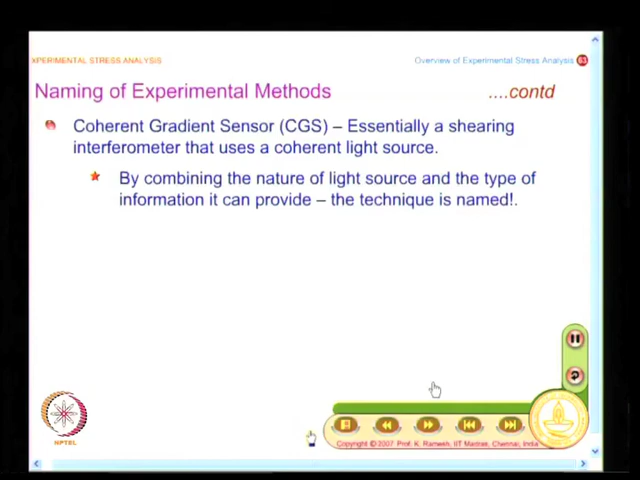 XPERIMENTAL STRESS ANALYSIS
Overview of Experimental Stress Analysis 63
Naming of Experimental Methods
....contd
Coherent Gradient Sensor (CGS) – Essentially a shearing
interferometer that uses a coherent light source.
By combining the nature of light source and the type of
information it can provide – the technique is named!.
NPTEL
Copyright ©2007 Prof. K. Ramesh, IIT Madras, Chennai, India